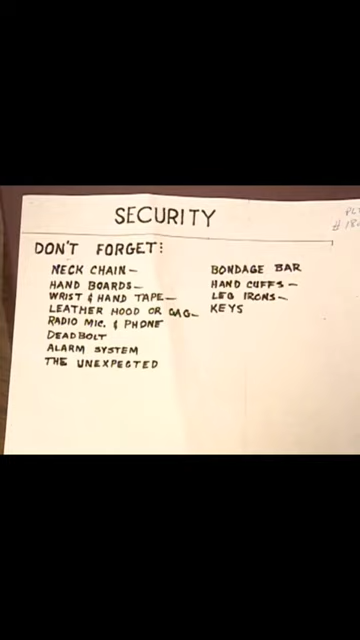 SECURITY
DON'T FORGET:
NECK CHAIN—
HAND BOARDS—
WRIST & HAND TAPE—
LEATHER HOOD OR GAG—
RADIO MIC. & PHONE
DEADBOLT
ALARM SYSTEM
THE UNEXPECTED
BONDAGE BAR
HAND CUFFS—
LEG IRONS—
KEYS